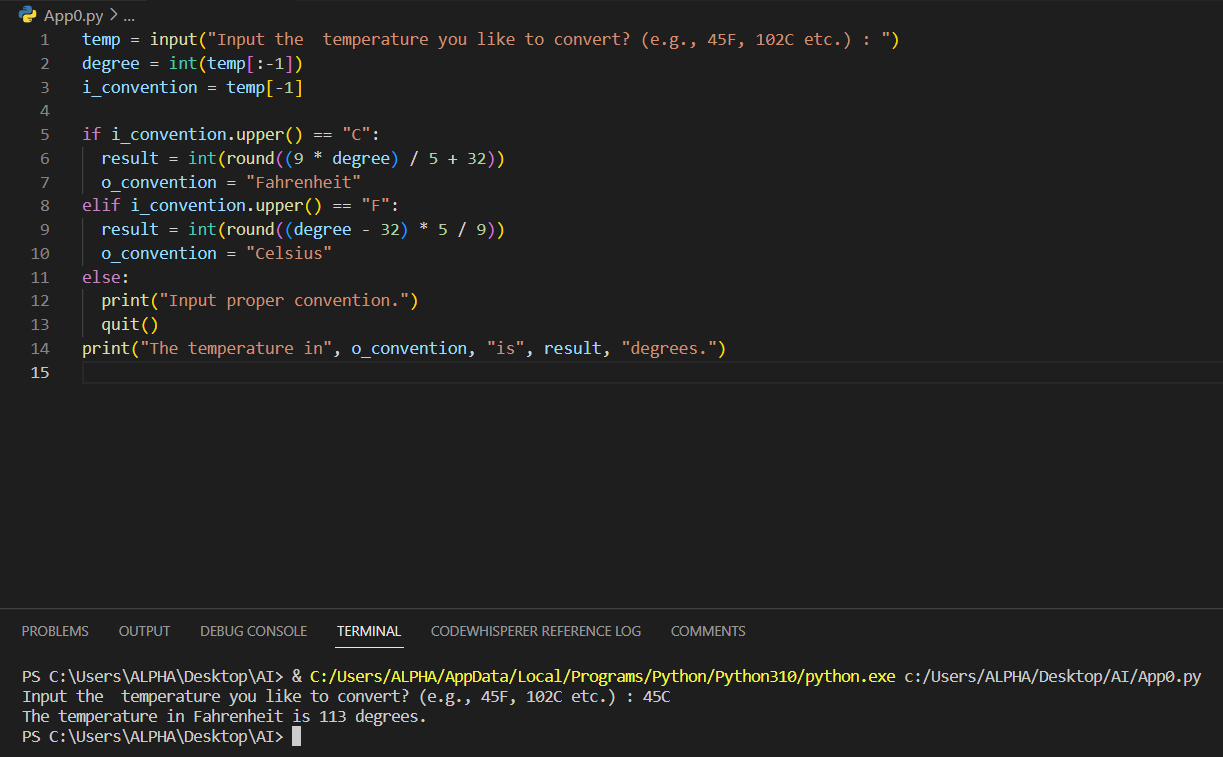 App0.py > ...
1 temp = input("Input the  temperature you like to convert? (e.g., 45F, 102C etc.) : ")
2 degree = int(temp[:-1])
3 i_convention = temp[-1]
4
5 if i_convention.upper() == "C":
6   result = int(round((9 * degree) / 5 + 32))
7   o_convention = "Fahrenheit"
8 elif i_convention.upper() == "F":
9   result = int(round((degree - 32) * 5 / 9))
10   o_convention = "Celsius"
11 else:
12   print("Input proper convention.")
13   quit()
14 print("The temperature in", o_convention, "is", result, "degrees.")
15
PROBLEMS OUTPUT DEBUG CONSOLE TERMINAL CODEWHISPERER REFERENCE LOG COMMENTS
PS C:\Users\ALPHA\Desktop\AI> & C:/Users/ALPHA/AppData/Local/Programs/Python/Python310/python.exe c:/Users/ALPHA/Desktop/AI/App0.py
Input the  temperature you like to convert? (e.g., 45F, 102C etc.) : 45C
The temperature in Fahrenheit is 113 degrees.
PS C:\Users\ALPHA\Desktop\AI>